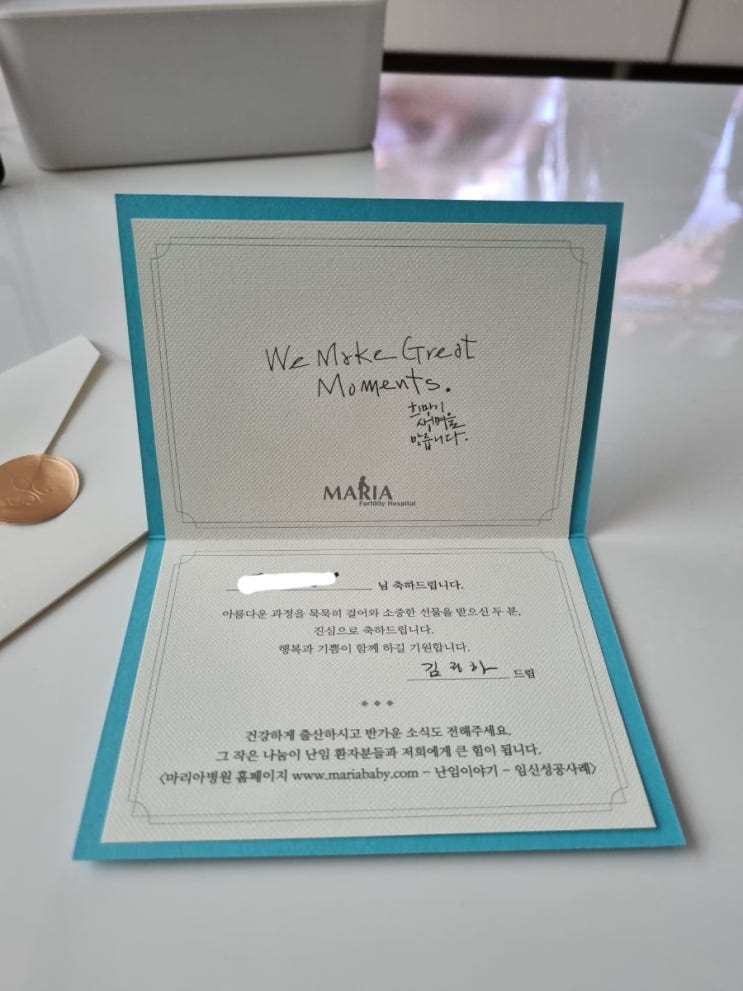 We Make Great
Moments.
희망이
생명을
만듭니다.
MARIA
Fertility Hospital
님 축하드립니다.
아름다운 과정을 묵묵히 걸어와 소중한 선물을 받으신 두 분,
진심으로 축하드립니다.
행복과 기쁨이 함께 하길 기원합니다.
김광하 드림
건강하게 출산하시고 반가운 소식도 전해주세요.
그 작은 나눔이 난임 환자분들과 저희에게 큰 힘이 됩니다.
〈마리아병원 홈페이지 www.mariababy.com – 난임이야기 – 임신성공사례〉